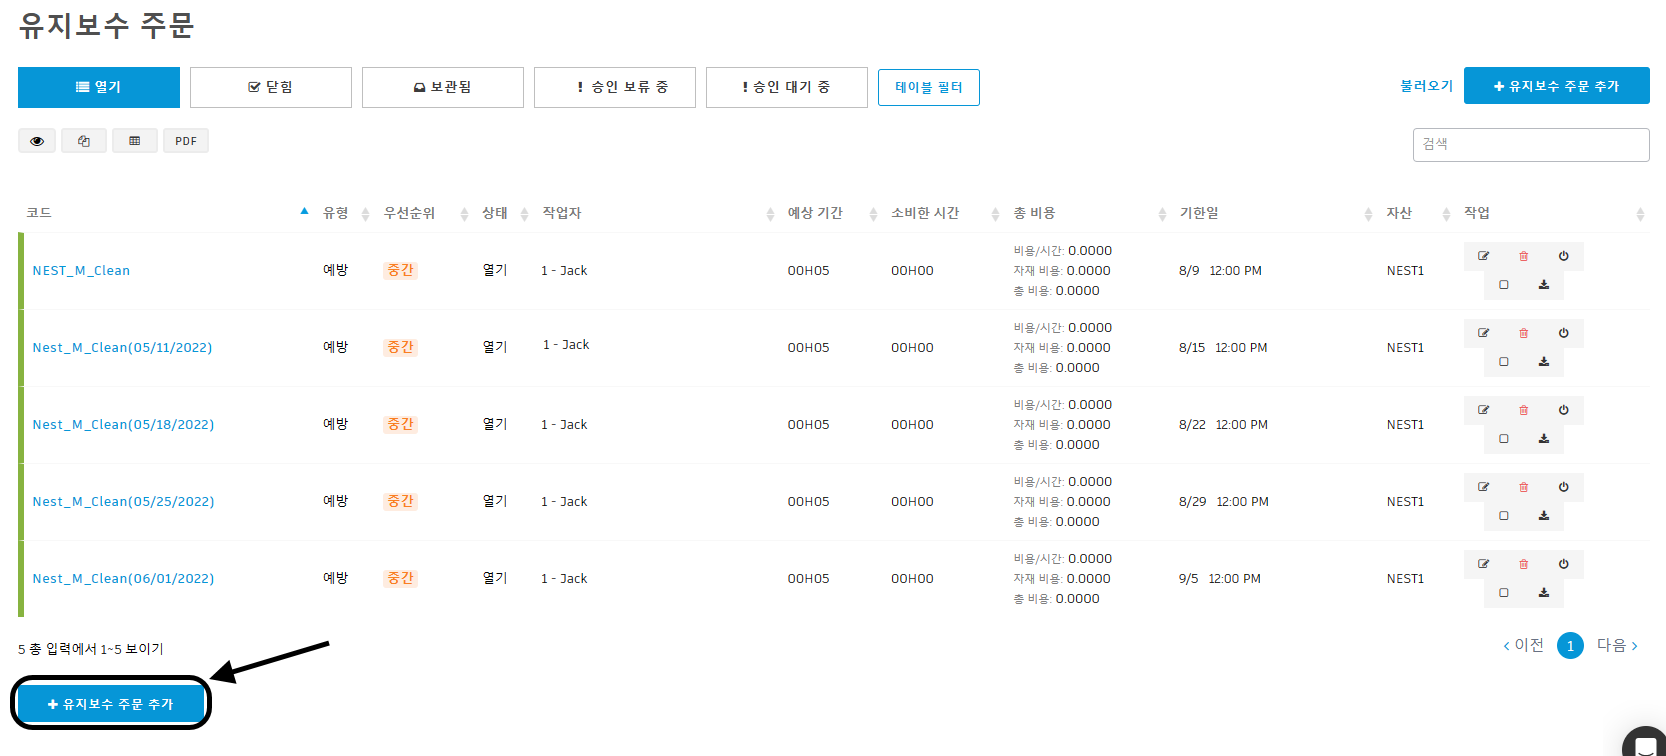 유지보수 주문
열기 닫힘 보관됨 ! 승인 보류 중 ! 승인 대기 중 테이블 필터 불러오기 + 유지보수 주문 추가
PDF 검색
코드 유형 우선순위 상태 작업자 예상 기간 소비한 시간 총 비용 기한일 자산 작업
비용/시간: 0.0000
NEST_M_Clean 예방 중간 열기 1 - Jack 00H05 00H00 자재 비용: 0.0000 8/9 12:00 PM NEST1
총 비용: 0.0000
비용/시간: 0.0000
Nest_M_Clean(05/11/2022) 예방 중간 열기 1 - Jack 00H05 00H00 자재 비용: 0.0000 8/15 12:00 PM NEST1
총 비용: 0.0000
비용/시간: 0.0000
Nest_M_Clean(05/18/2022) 예방 중간 열기 1 - Jack 00H05 00H00 자재 비용: 0.0000 8/22 12:00 PM NEST1
총 비용: 0.0000
비용/시간: 0.0000
Nest_M_Clean(05/25/2022) 예방 중간 열기 1 - Jack 00H05 00H00 자재 비용: 0.0000 8/29 12:00 PM NEST1
총 비용: 0.0000
비용/시간: 0.0000
Nest_M_Clean(06/01/2022) 예방 중간 열기 1 - Jack 00H05 00H00 자재 비용: 0.0000 9/5 12:00 PM NEST1
총 비용: 0.0000
5 총 입력에서 1~5 보이기 ‹ 이전 1 다음 ›
+ 유지보수 주문 추가